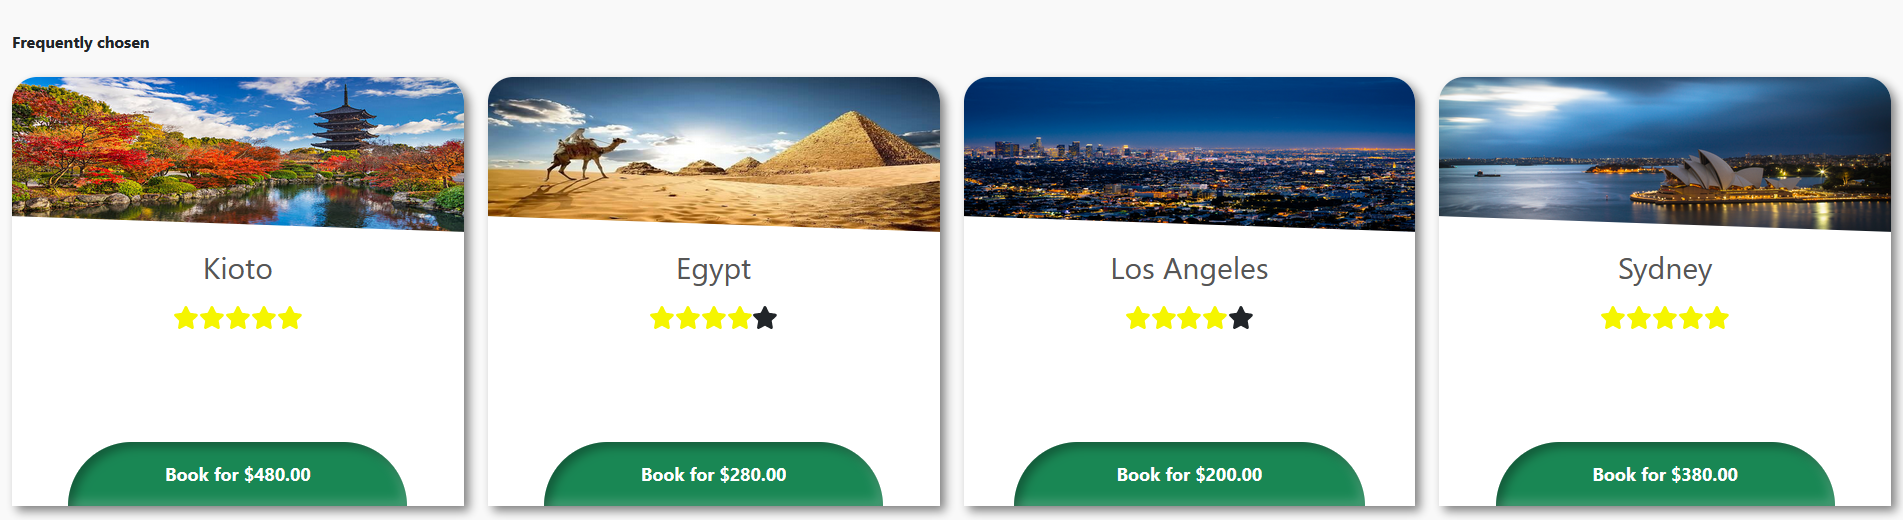 Frequently chosen
Kioto
Egypt
Los Angeles
Sydney
Book for $480.00
Book for $280.00
Book for $200.00
Book for $380.00